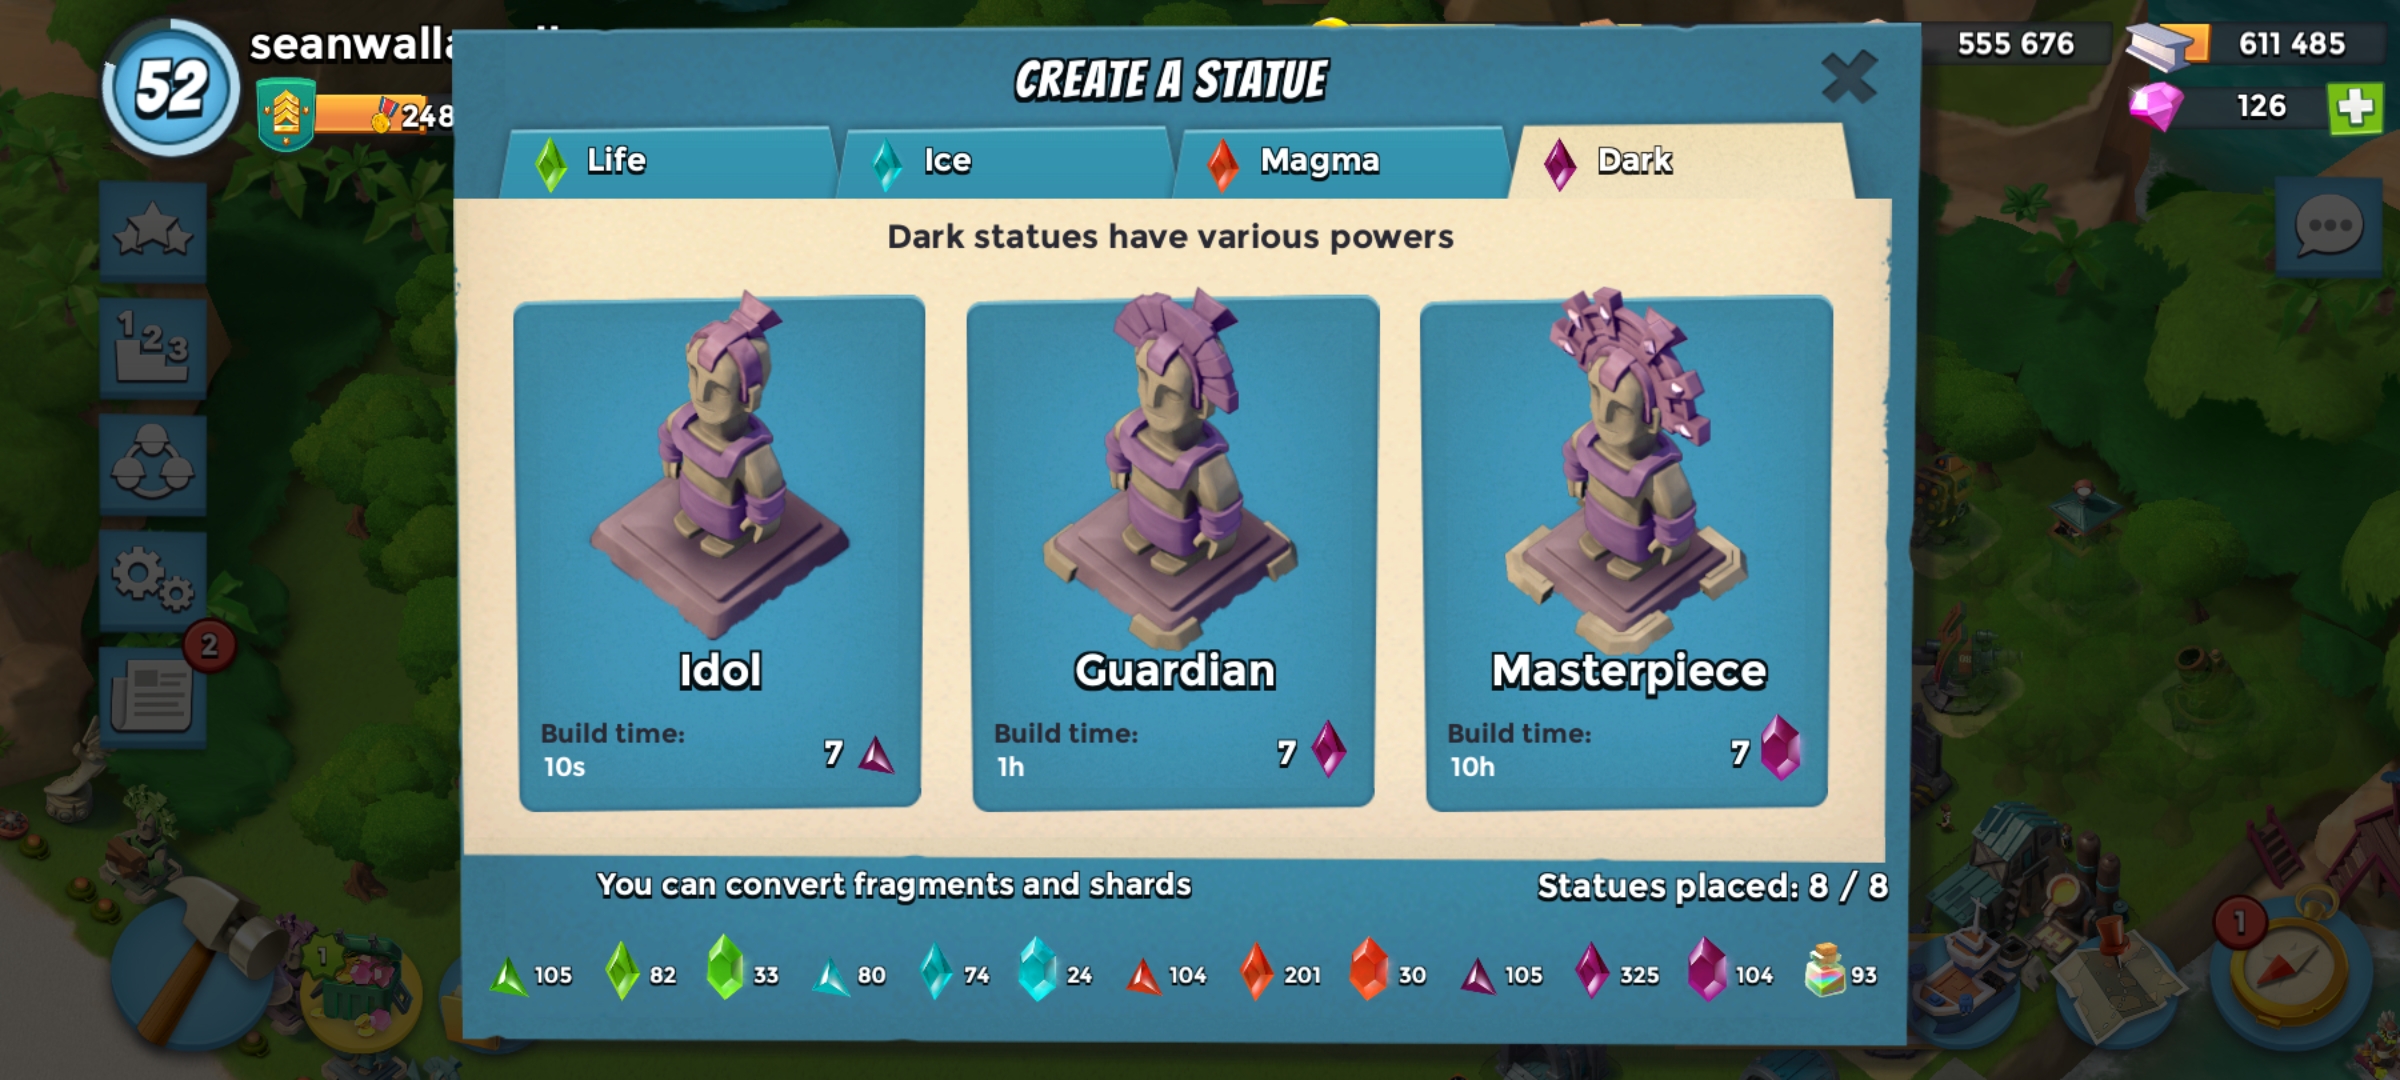 52
248
CREATE A STATUE
555 676
611 485
126
Life
Ice
Magma
Dark
Dark statues have various powers
1 2 3
2
Idol
Build time:
10s
7
Guardian
Build time:
1h
7
Masterpiece
Build time:
10h
7
You can convert fragments and shards
Statues placed: 8 / 8
1
105
82
33
80
74
24
104
201
30
105
325
104
93
1